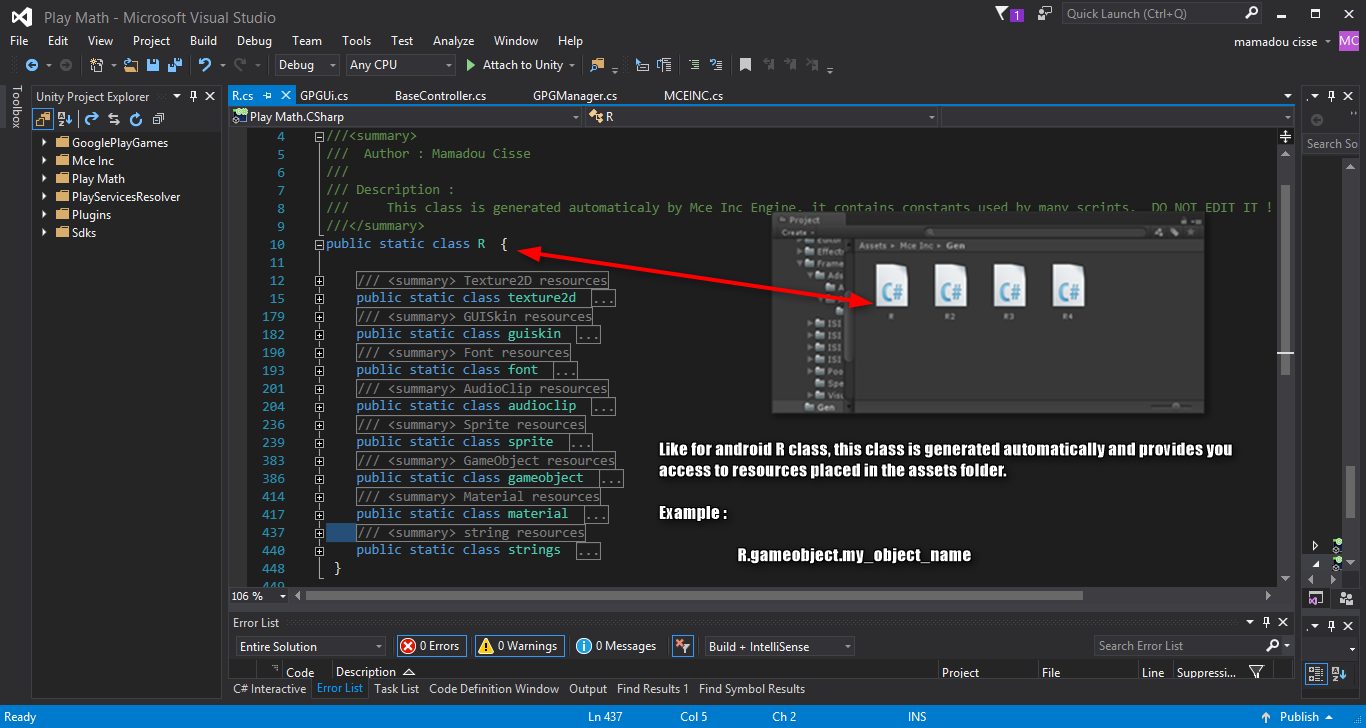 Play Math - Microsoft Visual Studio
1
Quick Launch (Ctrl+Q)
File Edit View Project Build Debug Team Tools Test Analyze Window Help
mamadou cisse MC
Debug Any CPU Attach to Unity
Toolbox
Unity Project Explorer
GooglePlayGames
Mce Inc
Play Math
PlayServicesResolver
Plugins
Sdks
R.cs GPGUi.cs BaseController.cs GPGManager.cs MCEINC.cs
Play Math.CSharp R
Search So
4 ///<summary>
5 /// Author : Mamadou Cisse
6 ///
7 /// Description :
8 /// This class is generated automaticaly by Mce Inc Engine, it contains constants used by many scripts. DO NOT EDIT IT !
9 ///</summary>
10 public static class R {
11
12 /// <summary> Texture2D resources
15 public static class texture2d ...
179 /// <summary> GUISkin resources
182 public static class guiskin ...
190 /// <summary> Font resources
193 public static class font ...
201 /// <summary> AudioClip resources
204 public static class audioclip ...
236 /// <summary> Sprite resources
239 public static class sprite ...
383 /// <summary> GameObject resources
386 public static class gameobject ...
414 /// <summary> Material resources
417 public static class material ...
437 /// <summary> string resources
440 public static class strings ...
448 }
449
Project
Create
Assets Mce Inc Gen
Editor
Effects
Frame
Ads
A
ISI
ISI
ISI
ISI
Poo
Spe
Visu
Gen
C# C# C# C#
R R2 R3 R4
Like for android R class, this class is generated automatically and provides you
access to resources placed in the assets folder.
Example :
R.gameobject.my_object_name
106 %
Error List
Entire Solution 0 Errors 0 Warnings 0 Messages Build + IntelliSense Search Error List
Code Description Project File Line Suppressi...
C# Interactive Error List Task List Code Definition Window Output Find Results 1 Find Symbol Results
Ready Ln 437 Col 5 Ch 2 INS Publish